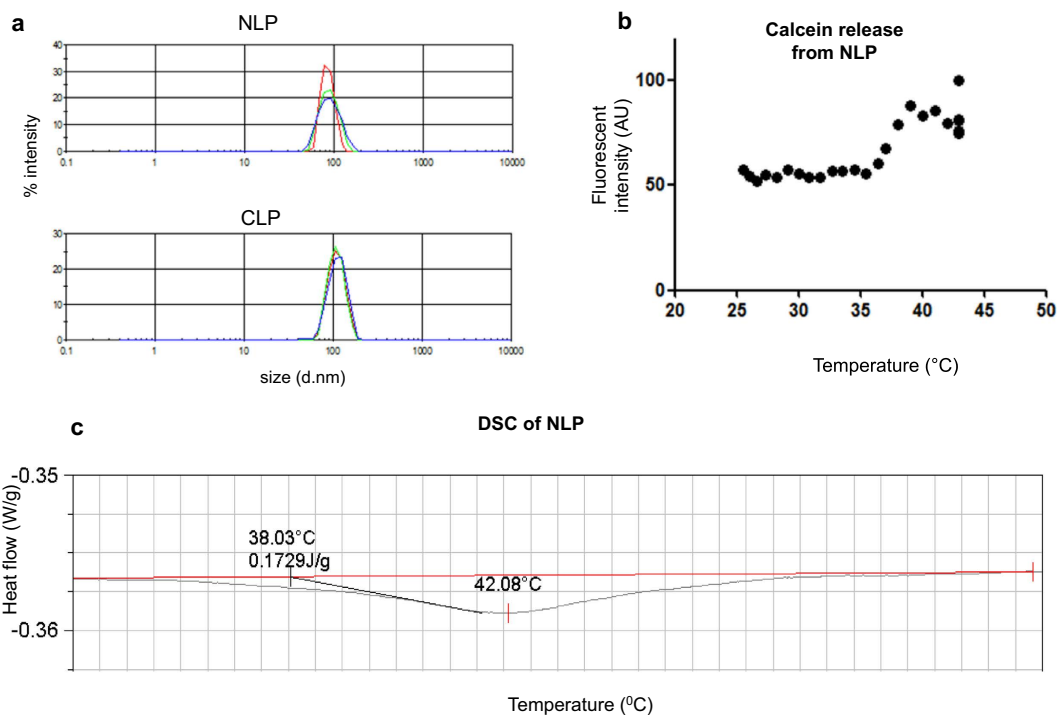 a
NLP
% intensity
40
30
20
10
0
0.1 1 10 100 1000 10000
CLP
30
20
10
0
0.1 1 10 100 1000 10000
size (d.nm)
b
Calcein release
from NLP
Fluorescent
intensity (AU)
100
50
0
20 25 30 35 40 45 50
Temperature (°C)
c
DSC of NLP
Heat flow (W/g)
-0.35
-0.36
38.03°C
0.1729J/g
42.08°C
Temperature (⁰C)